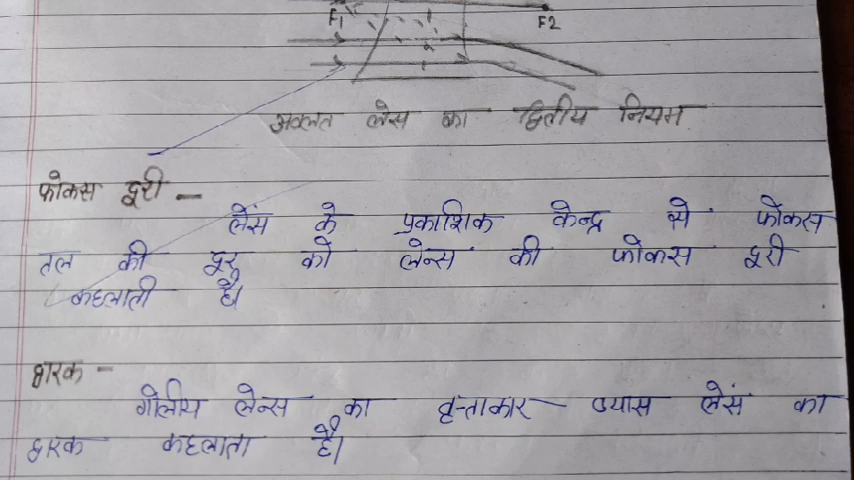 F1 F2
अवतल लेंस का द्वितीय नियम
फोकस दूरी -
लेंस के प्रकाशिक केन्द्र से फोकस
तल की दूर को लेन्स की फोकस दूरी
कहलाती है।
द्वारक -
गोलीय लेन्स का वृत्ताकार व्यास लेंस का
द्वारक कहलाता है।